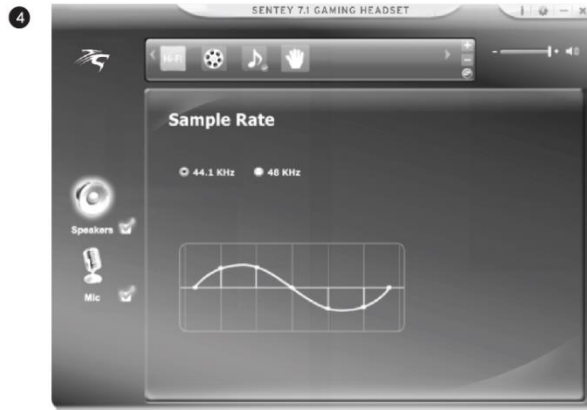 4
SENTEY 7.1 GAMING HEADSET
Hi-Fi
Sample Rate
44.1 KHz 48 KHz
Speakers
Mic